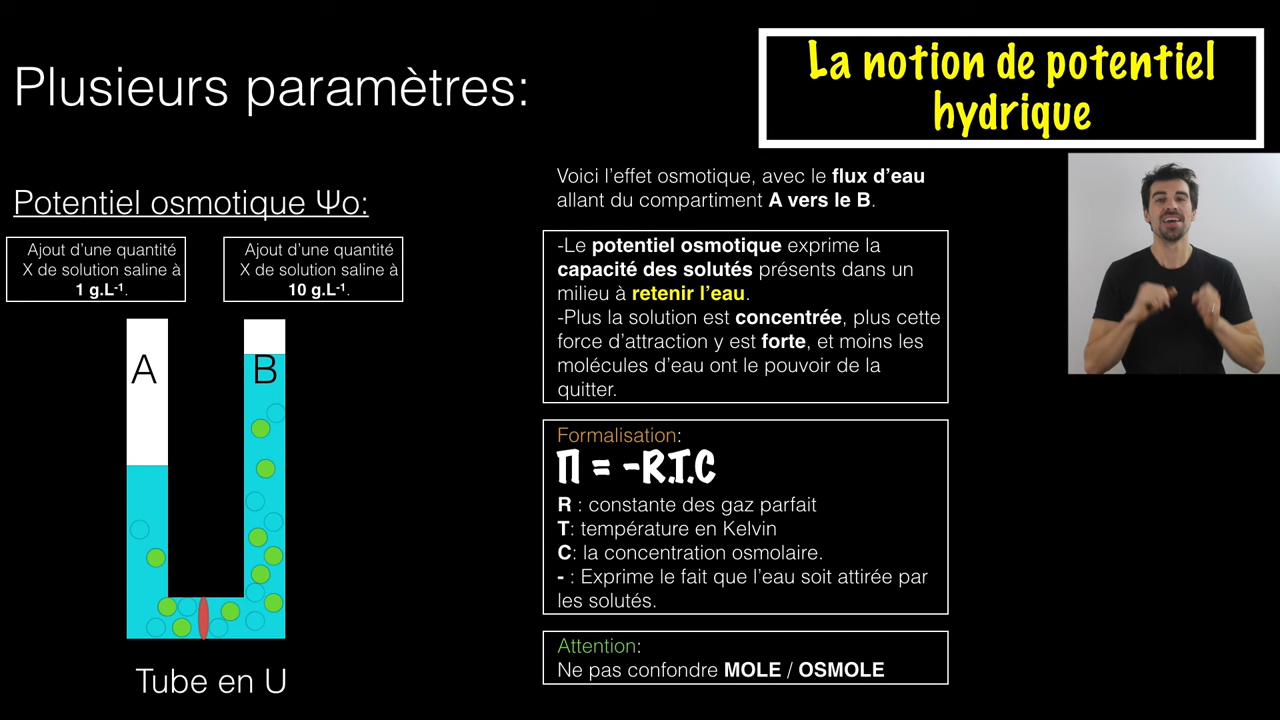 La notion de potentiel
hydrique
Plusieurs paramètres:
Potentiel osmotique Ψo:
Ajout d’une quantité
X de solution saline à
1 g.L-¹.
Ajout d’une quantité
X de solution saline à
10 g.L-¹.
A
B
Tube en U
Voici l’effet osmotique, avec le flux d’eau
allant du compartiment A vers le B.
-Le potentiel osmotique exprime la
capacité des solutés présents dans un
milieu à retenir l’eau.
-Plus la solution est concentrée, plus cette
force d’attraction y est forte, et moins les
molécules d’eau ont le pouvoir de la
quitter.
Formalisation:
Π = -R.T.C
R : constante des gaz parfait
T: température en Kelvin
C: la concentration osmolaire.
- : Exprime le fait que l’eau soit attirée par
les solutés.
Attention:
Ne pas confondre MOLE / OSMOLE